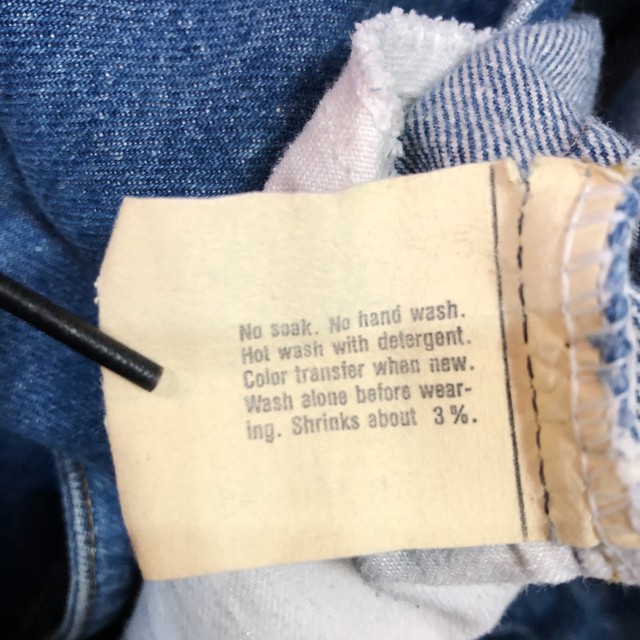 No soak. No hand wash.
Hot wash with detergent.
Color transfer when new.
Wash alone before wear-
ing. Shrinks about 3%.